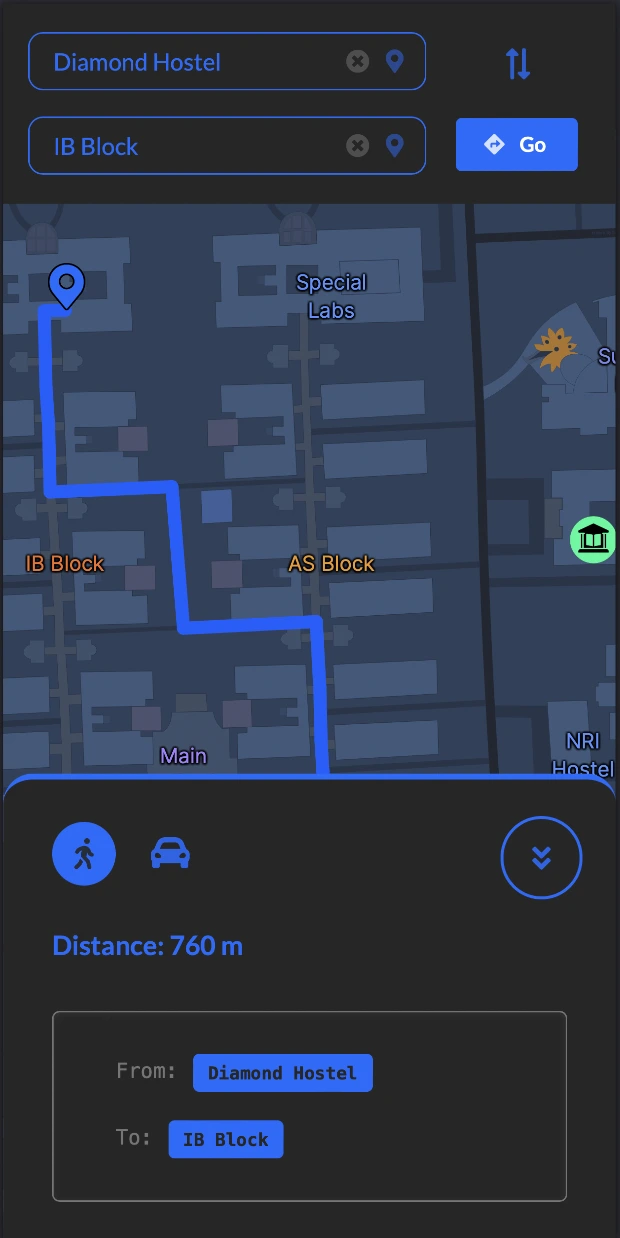 Diamond Hostel
IB Block
Go
Special
Labs
Su
IB Block
AS Block
Main
NRI
Hostel
Distance: 760 m
From: Diamond Hostel
To: IB Block